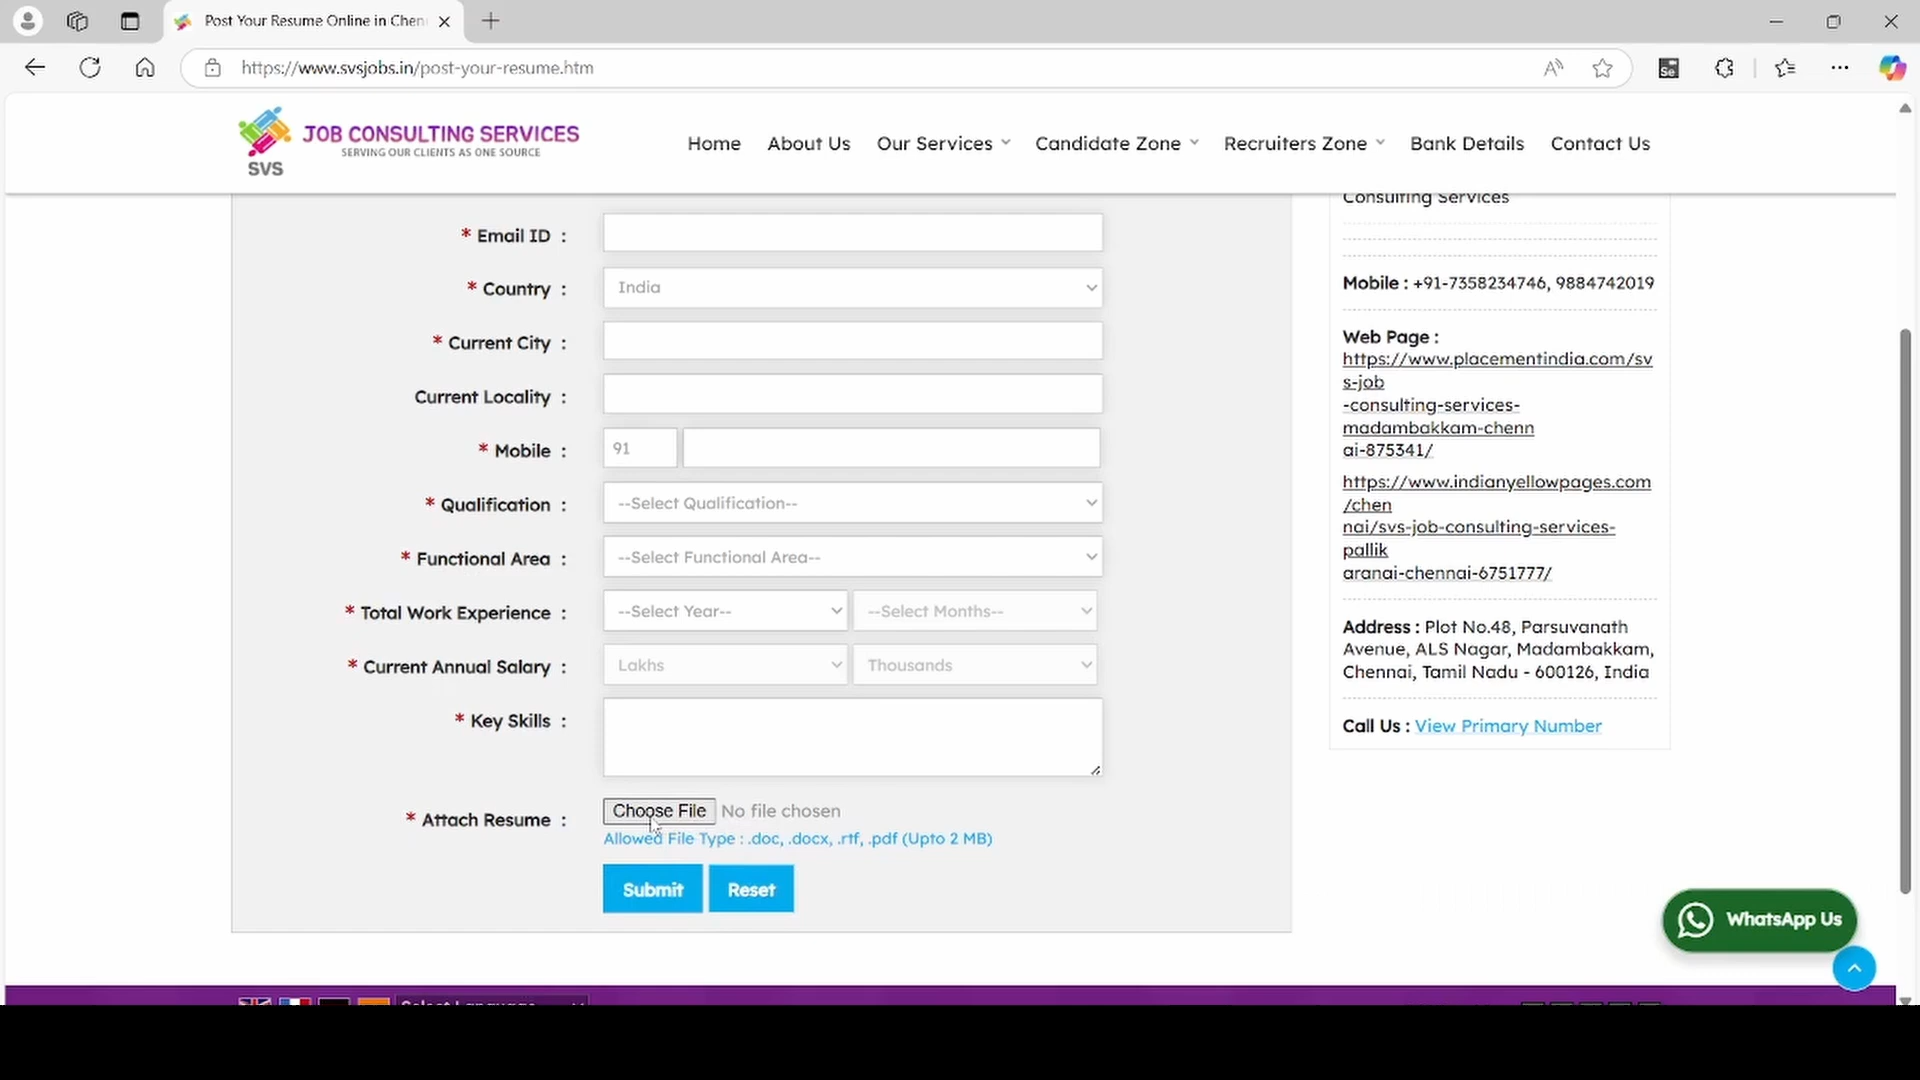 Post Your Resume Online in Chen
https://www.svsjobs.in/post-your-resume.htm
Se
SVS
JOB CONSULTING SERVICES
SERVING OUR CLIENTS AS ONE SOURCE
Home
About Us
Our Services
Candidate Zone
Recruiters Zone
Bank Details
Contact Us
* Email ID :
* Country : India
* Current City :
Current Locality :
* Mobile : 91
* Qualification : --Select Qualification--
* Functional Area : --Select Functional Area--
* Total Work Experience : --Select Year-- --Select Months--
* Current Annual Salary : Lakhs Thousands
* Key Skills :
* Attach Resume : Choose File No file chosen
Allowed File Type : .doc, .docx, .rtf, .pdf (Upto 2 MB)
Submit
Reset
Consulting Services
Mobile : +91-7358234746, 9884742019
Web Page :
https://www.placementindia.com/sv
s-job
-consulting-services-
madambakkam-chenn
ai-875341/
https://www.indianyellowpages.com
/chen
nai/svs-job-consulting-services-
pallik
aranai-chennai-6751777/
Address : Plot No.48, Parsuvanath
Avenue, ALS Nagar, Madambakkam,
Chennai, Tamil Nadu - 600126, India
Call Us : View Primary Number
WhatsApp Us
Select Language